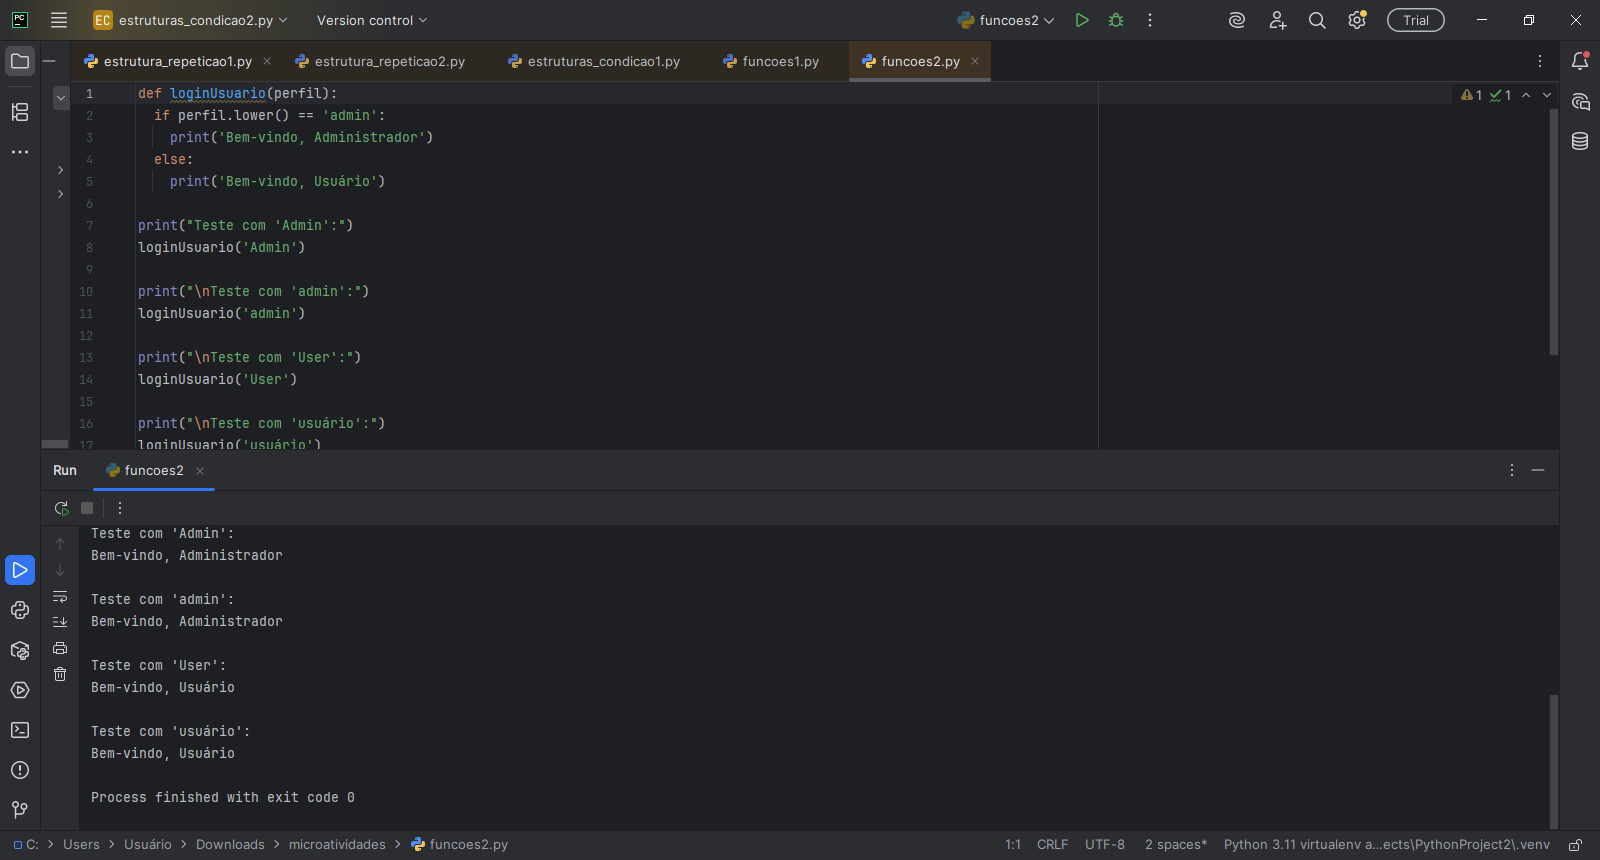 PC
EC estruturas_condicao2.py
Version control
funcoes2
Trial
estrutura_repeticao1.py
estrutura_repeticao2.py
estruturas_condicao1.py
funcoes1.py
funcoes2.py
1 def loginUsuario(perfil):
1 1
2 if perfil.lower() == 'admin':
3 print('Bem-vindo, Administrador')
4 else:
5 print('Bem-vindo, Usuário')
6
7 print("Teste com 'Admin':")
8 loginUsuario('Admin')
9
10 print("\nTeste com 'admin':")
11 loginUsuario('admin')
12
13 print("\nTeste com 'User':")
14 loginUsuario('User')
15
16 print("\nTeste com 'usuário':")
17 loginUsuario('usuário')
Run funcoes2
Teste com 'Admin':
Bem-vindo, Administrador
Teste com 'admin':
Bem-vindo, Administrador
Teste com 'User':
Bem-vindo, Usuário
Teste com 'usuário':
Bem-vindo, Usuário
Process finished with exit code 0
C: > Users > Usuário > Downloads > microatividades > funcoes2.py
1:1 CRLF UTF-8 2 spaces* Python 3.11 virtualenv a...ects\PythonProject2\.venv